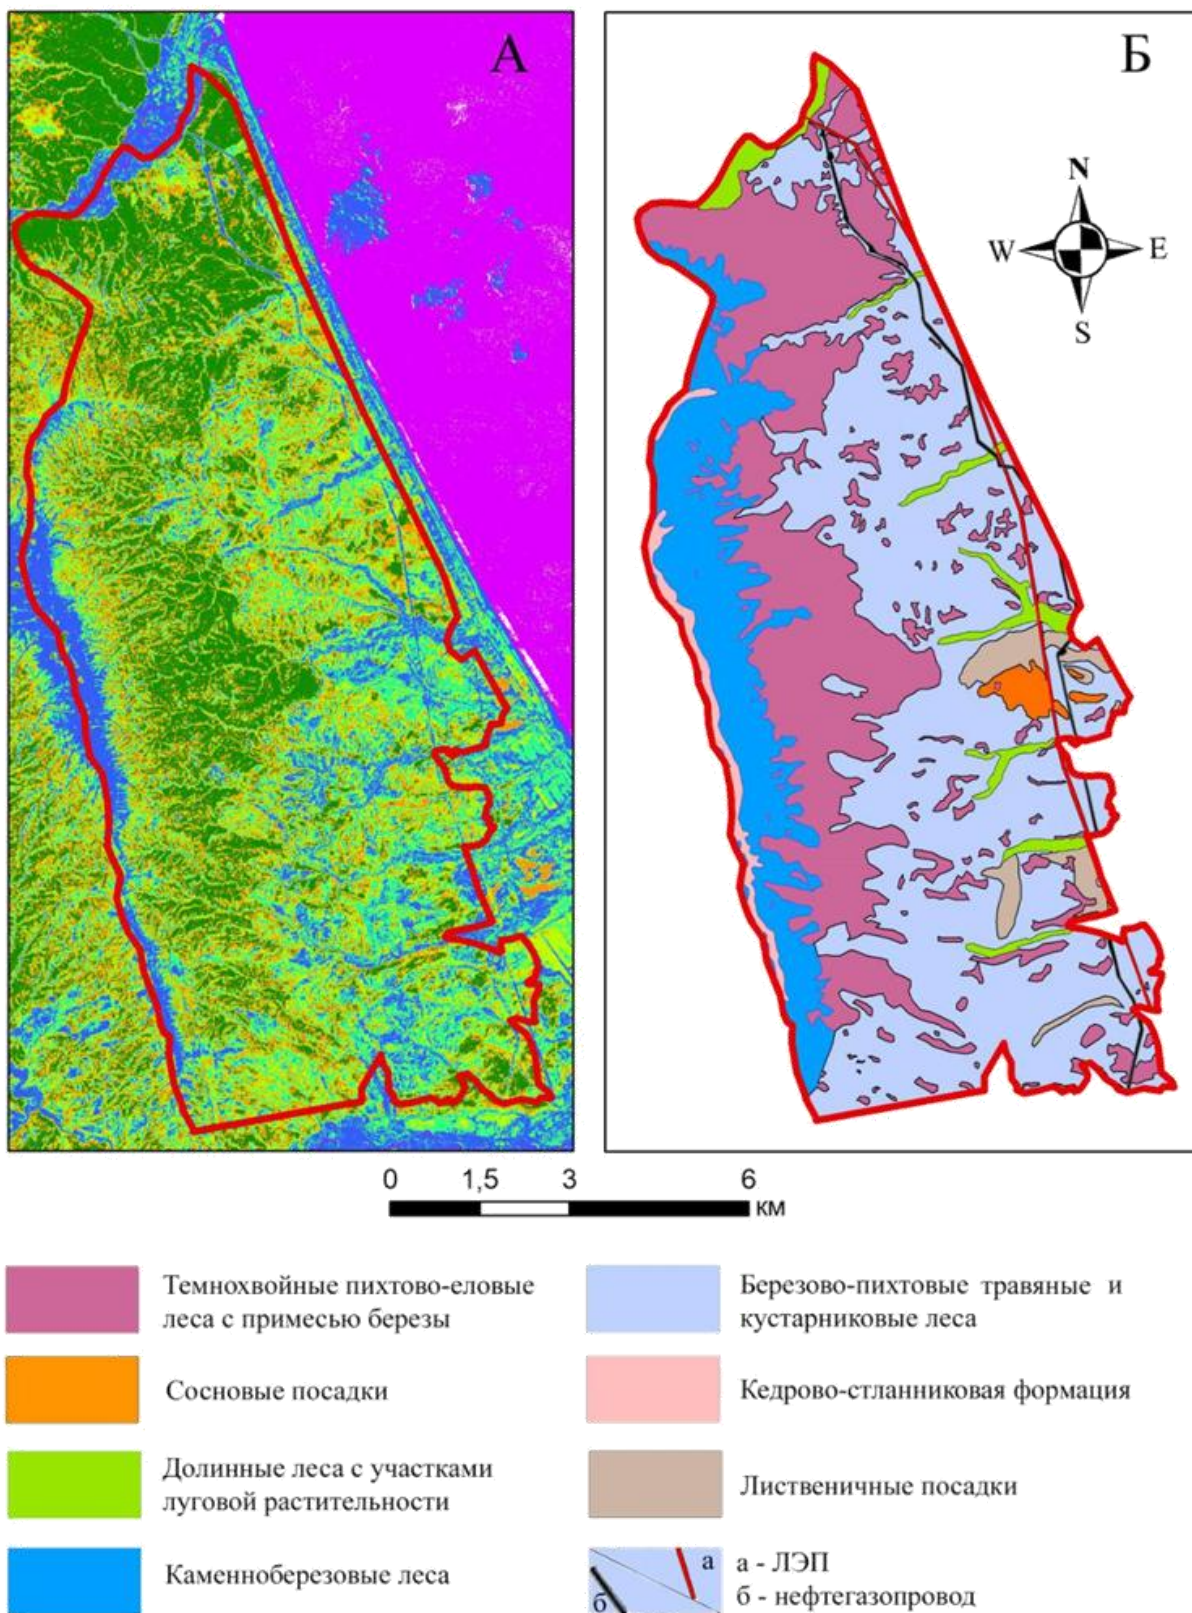 А
Б
N
W
E
S
0 1,5 3 6
км
Темнохвойные пихтово-еловые
леса с примесью березы
Березово-пихтовые травяные и
кустарниковые леса
Сосновые посадки
Кедрово-стланниковая формация
Долинные леса с участками
луговой растительности
Лиственичные посадки
Каменноберезовые леса
а
б
а - ЛЭП
б - нефтегазопровод